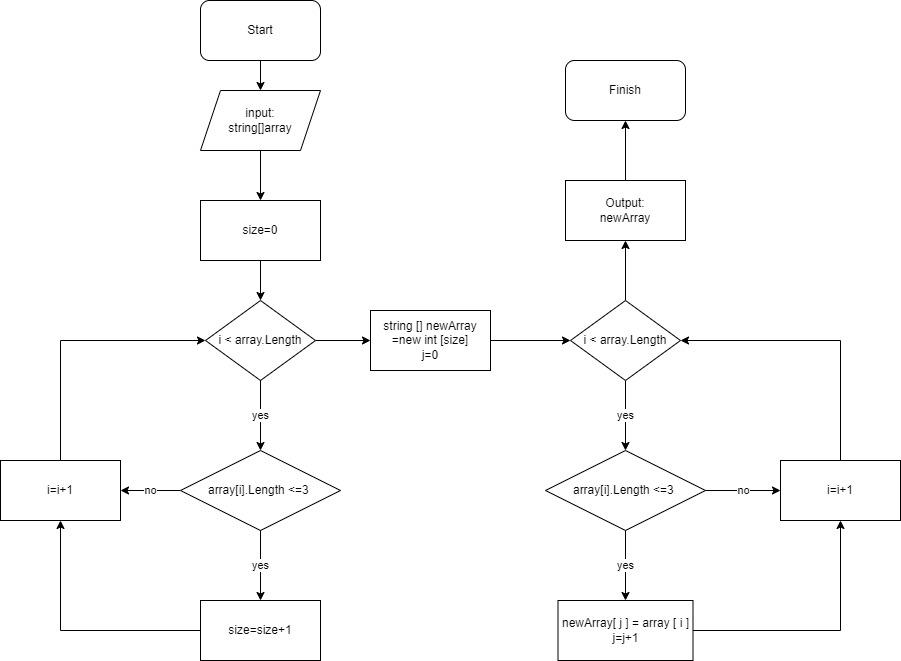 Start
input:
string[]array
size=0
i < array.Length
yes
array[i].Length <=3
no
i=i+1
yes
size=size+1
string [] newArray
=new int [size]
j=0
i < array.Length
yes
array[i].Length <=3
no
i=i+1
yes
newArray[ j ] = array [ i ]
j=j+1
Output:
newArray
Finish